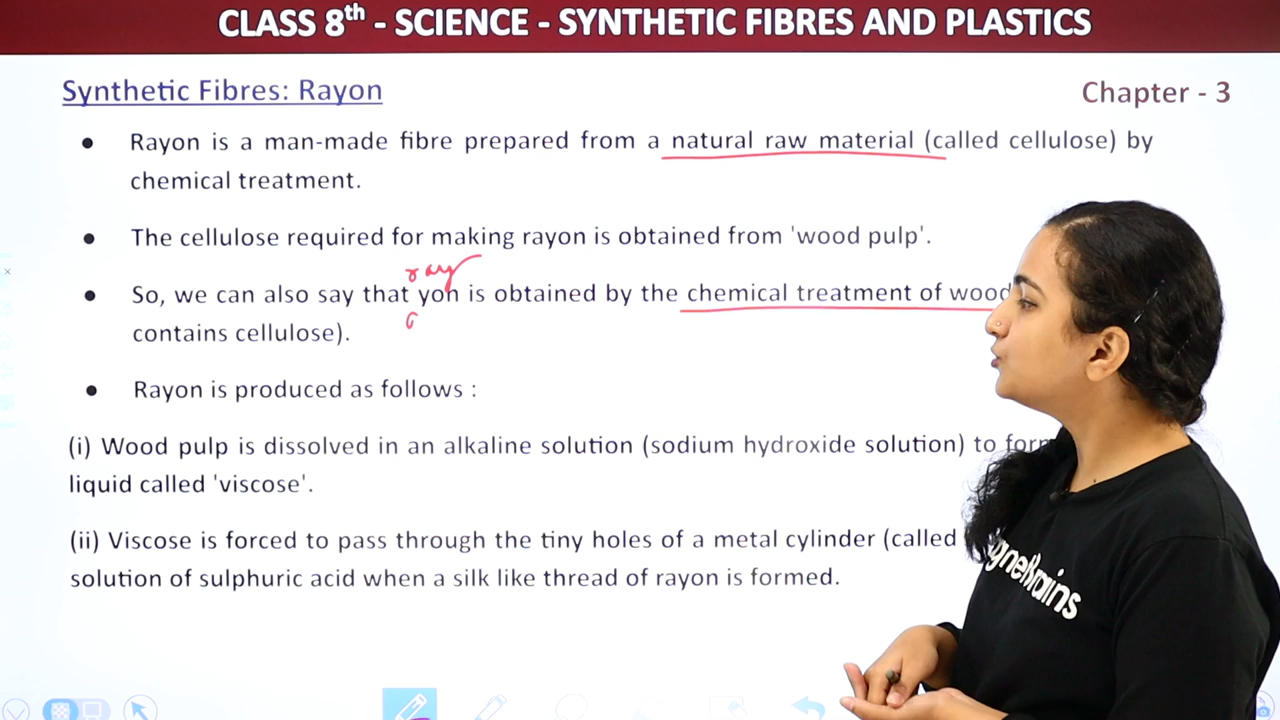 CLASS 8th - SCIENCE - SYNTHETIC FIBRES AND PLASTICS
Synthetic Fibres: Rayon
Chapter - 3
● Rayon is a man-made fibre prepared from a natural raw material (called cellulose) by
chemical treatment.
● The cellulose required for making rayon is obtained from 'wood pulp'.
ray
● So, we can also say that yon is obtained by the chemical treatment of wood
contains cellulose).
● Rayon is produced as follows :
(i) Wood pulp is dissolved in an alkaline solution (sodium hydroxide solution) to form
liquid called 'viscose'.
(ii) Viscose is forced to pass through the tiny holes of a metal cylinder (called
solution of sulphuric acid when a silk like thread of rayon is formed.